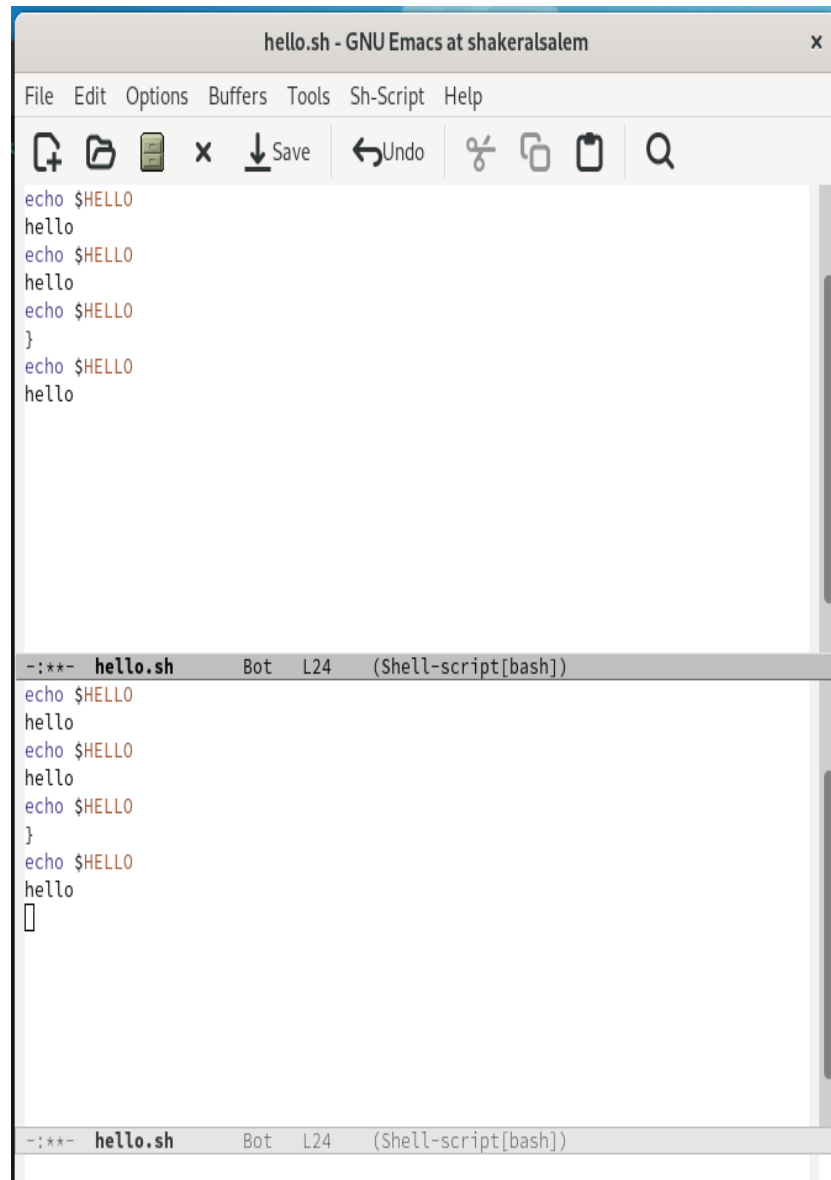 hello.sh - GNU Emacs at shakeralsalem ×
File Edit Options Buffers Tools Sh-Script Help
Save Undo
echo $HELLO
hello
echo $HELLO
hello
echo $HELLO
}
echo $HELLO
hello
-:**- hello.sh Bot L24 (Shell-script[bash])
echo $HELLO
hello
echo $HELLO
hello
echo $HELLO
}
echo $HELLO
hello
-:**- hello.sh Bot L24 (Shell-script[bash])